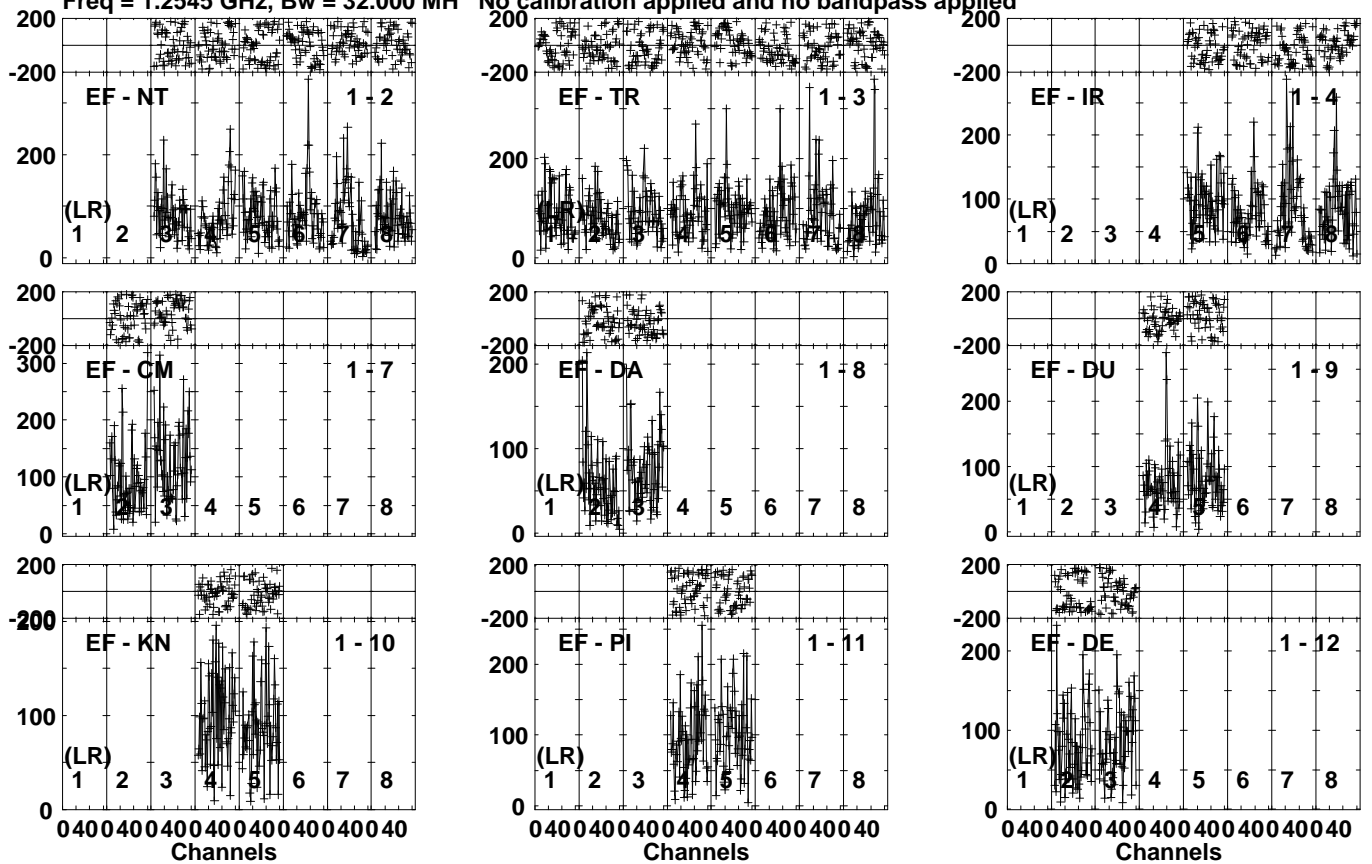 Freq = 1.2545 GHz, Bw = 32.000 MH No calibration applied and no bandpass applied
200
-200
EF - NT 1 - 2
200
(LR)
1 2 3 4 5 6 7 8
0
200
-200
EF - TR 1 - 3
200
(LR)
1 2 3 4 5 6 7 8
0
200
-200
EF - IR 1 - 4
200
100
(LR)
1 2 3 4 5 6 7 8
0
200
-200
300
EF - CM 1 - 7
200
100
(LR)
1 2 3 4 5 6 7 8
0
200
-200
200
EF - DA 1 - 8
100
(LR)
1 2 3 4 5 6 7 8
0
200
-200
EF - DU 1 - 9
200
100
(LR)
1 2 3 4 5 6 7 8
0
200
-200
200
EF - KN 1 - 10
100
(LR)
1 2 3 4 5 6 7 8
0
0 40 0 40 0 40 0 40 0 40 0 40 0 40 0 40
Channels
200
-200
EF - PI 1 - 11
200
100
(LR)
1 2 3 4 5 6 7 8
0
0 40 0 40 0 40 0 40 0 40 0 40 0 40 0 40
Channels
200
-200
EF - DE 1 - 12
200
100
(LR)
1 2 3 4 5 6 7 8
0
0 40 0 40 0 40 0 40 0 40 0 40 0 40 0 40
Channels